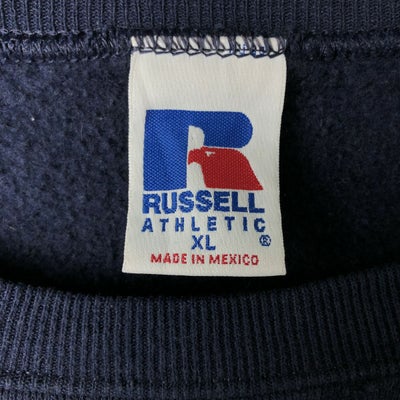 R
RUSSELL
ATHLETIC
XL ®
MADE IN MEXICO